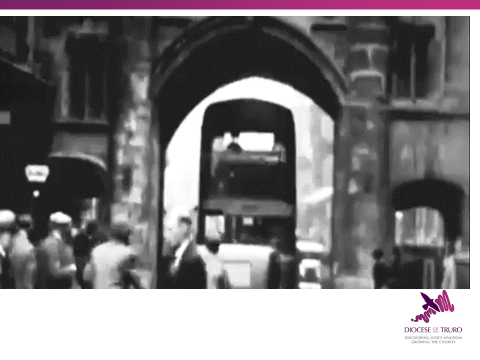 DIOCESE OF TRURO
DISCOVERING GOD'S KINGDOM
GROWING THE CHURCH